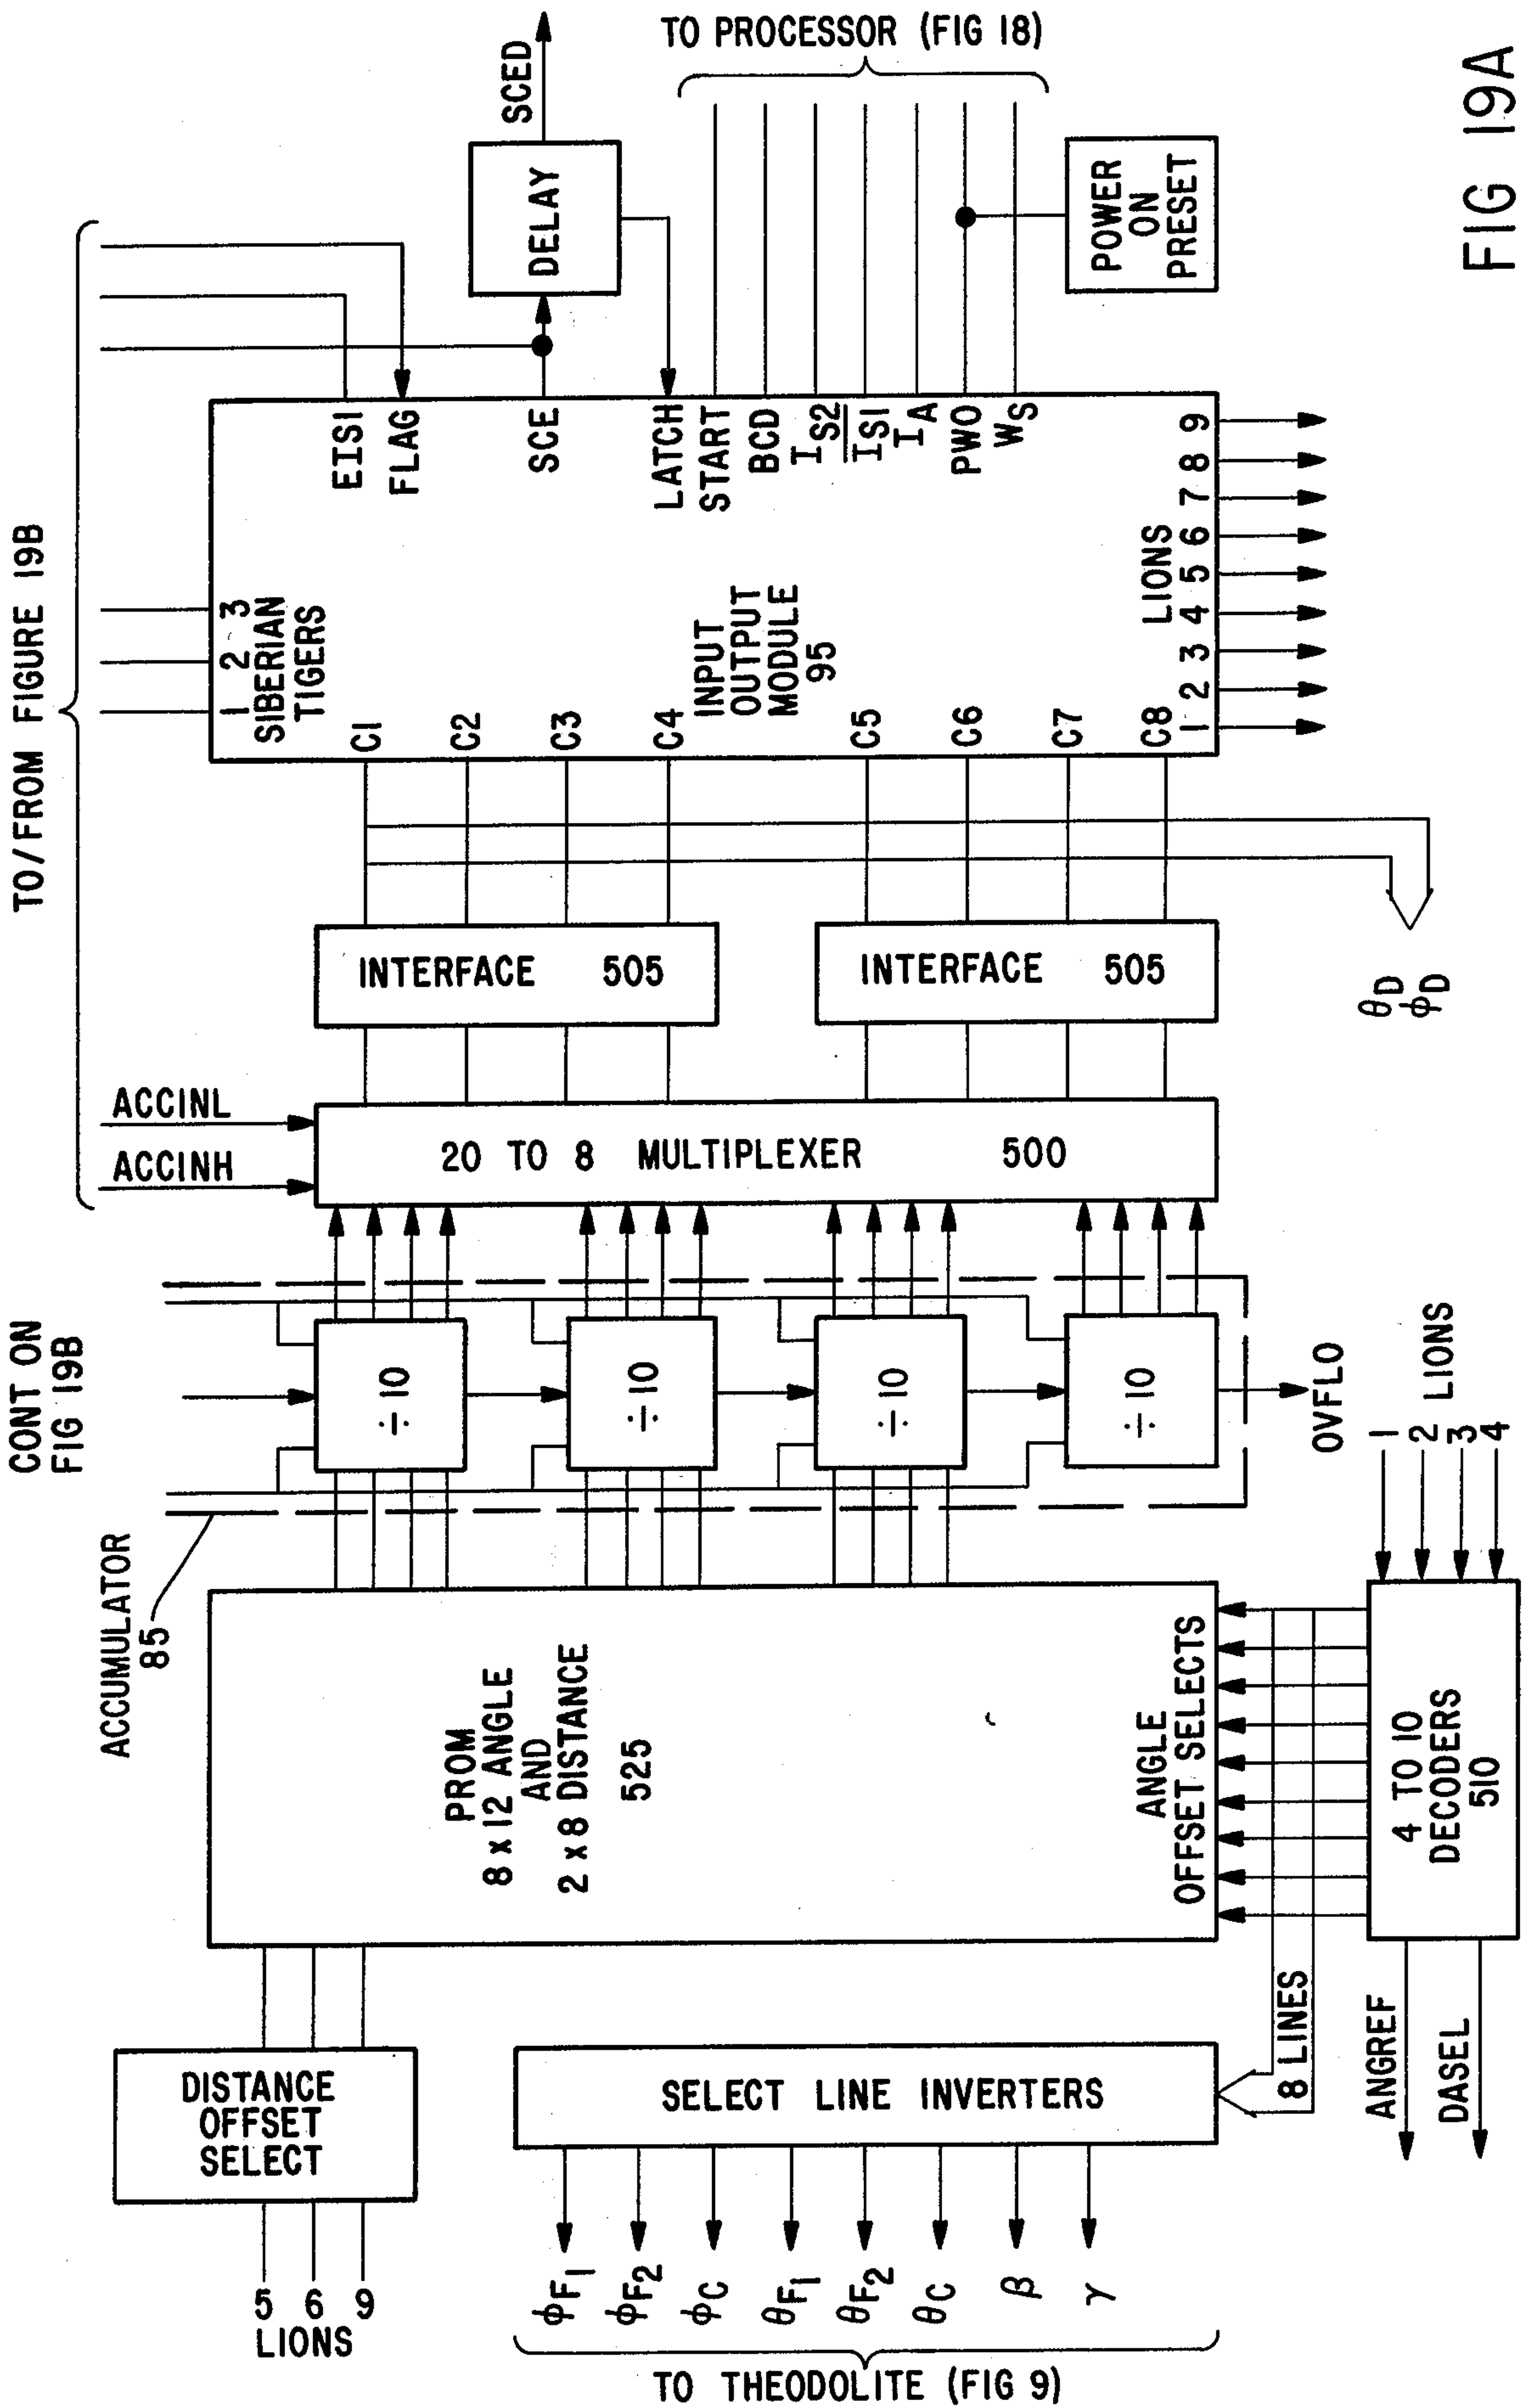 TO/FROM FIGURE 19B
CONT ON
FIG 19B
ACCUMULATOR
85
ACCINH
ACCINL
1 2 3
SIBERIAN
TIGERS
EISI
FLAG
SCE
LATCH
START
BCD
IS2
IS1
IA
PWO
WS
C1
C2
C3
C4
C5
C6
C7
C8
INPUT
OUTPUT
MODULE
95
LIONS
1 2 3 4 5 6 7 8 9
DELAY
SCED
TO PROCESSOR (FIG 18)
POWER
ON
PRESET
INTERFACE 505
INTERFACE 505
θD
ϕD
20 TO 8 MULTIPLEXER 500
÷10
÷10
÷10
÷10
OVFLO
PROM
8 x 12 ANGLE
AND
2 x 8 DISTANCE
525
ANGLE
OFFSET SELECTS
1
2
3
4
LIONS
4 TO 10
DECODERS
510
8 LINES
ANGREF
DASEL
DISTANCE
OFFSET
SELECT
5
6
9
LIONS
SELECT LINE INVERTERS
ϕF1
ϕF2
ϕC
θF1
θF2
θC
β
γ
TO THEODOLITE (FIG 9)
FIG 19A